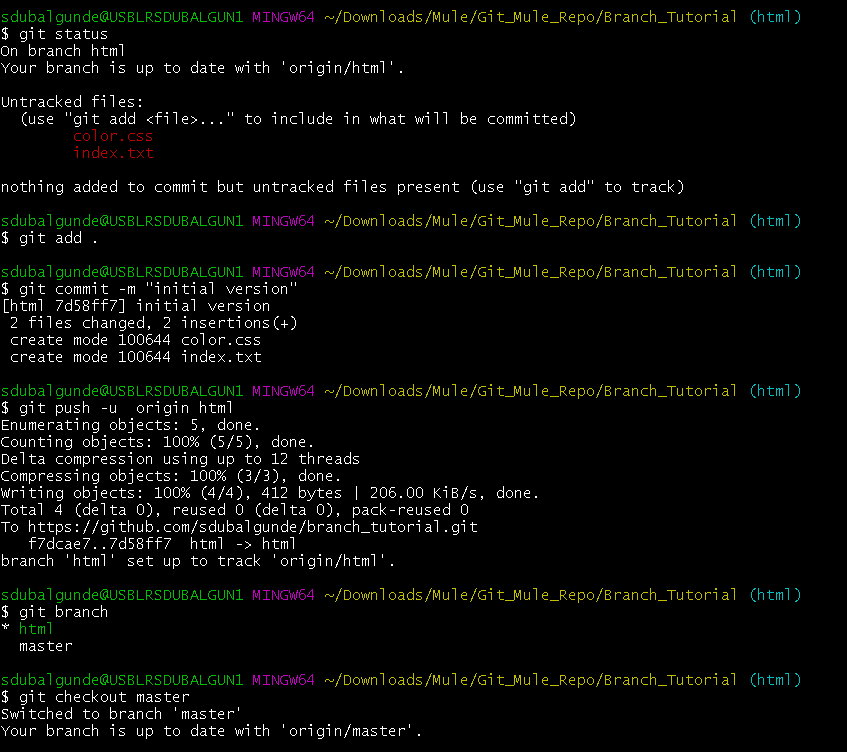 sdubalgunde@USBLRSDUBALGUN1 MINGW64 ~/Downloads/Mule/Git_Mule_Repo/Branch_Tutorial (html)
$ git status
On branch html
Your branch is up to date with 'origin/html'.
Untracked files:
  (use "git add <file>..." to include in what will be committed)
        color.css
        index.txt
nothing added to commit but untracked files present (use "git add" to track)
sdubalgunde@USBLRSDUBALGUN1 MINGW64 ~/Downloads/Mule/Git_Mule_Repo/Branch_Tutorial (html)
$ git add .
sdubalgunde@USBLRSDUBALGUN1 MINGW64 ~/Downloads/Mule/Git_Mule_Repo/Branch_Tutorial (html)
$ git commit -m "initial version"
[html 7d58ff7] initial version
 2 files changed, 2 insertions(+)
 create mode 100644 color.css
 create mode 100644 index.txt
sdubalgunde@USBLRSDUBALGUN1 MINGW64 ~/Downloads/Mule/Git_Mule_Repo/Branch_Tutorial (html)
$ git push -u  origin html
Enumerating objects: 5, done.
Counting objects: 100% (5/5), done.
Delta compression using up to 12 threads
Compressing objects: 100% (3/3), done.
Writing objects: 100% (4/4), 412 bytes | 206.00 KiB/s, done.
Total 4 (delta 0), reused 0 (delta 0), pack-reused 0
To https://github.com/sdubalgunde/branch_tutorial.git
   f7dcae7..7d58ff7  html -> html
branch 'html' set up to track 'origin/html'.
sdubalgunde@USBLRSDUBALGUN1 MINGW64 ~/Downloads/Mule/Git_Mule_Repo/Branch_Tutorial (html)
$ git branch
* html
  master
sdubalgunde@USBLRSDUBALGUN1 MINGW64 ~/Downloads/Mule/Git_Mule_Repo/Branch_Tutorial (html)
$ git checkout master
Switched to branch 'master'
Your branch is up to date with 'origin/master'.